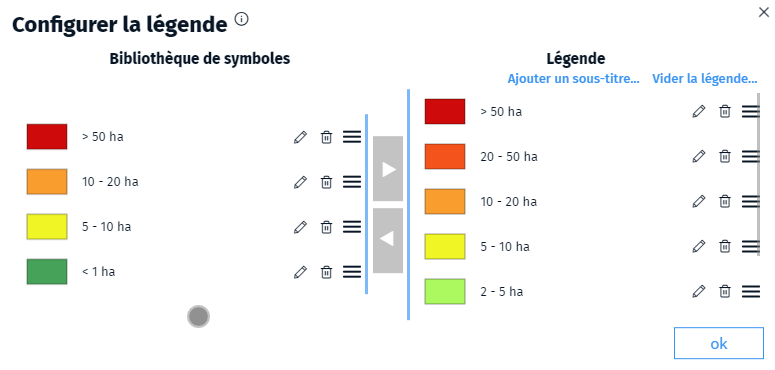 Configurer la légende
Bibliothèque de symboles
> 50 ha
10 - 20 ha
5 - 10 ha
< 1 ha
Légende
Ajouter un sous-titre... Vider la légende...
> 50 ha
20 - 50 ha
10 - 20 ha
5 - 10 ha
2 - 5 ha
ok